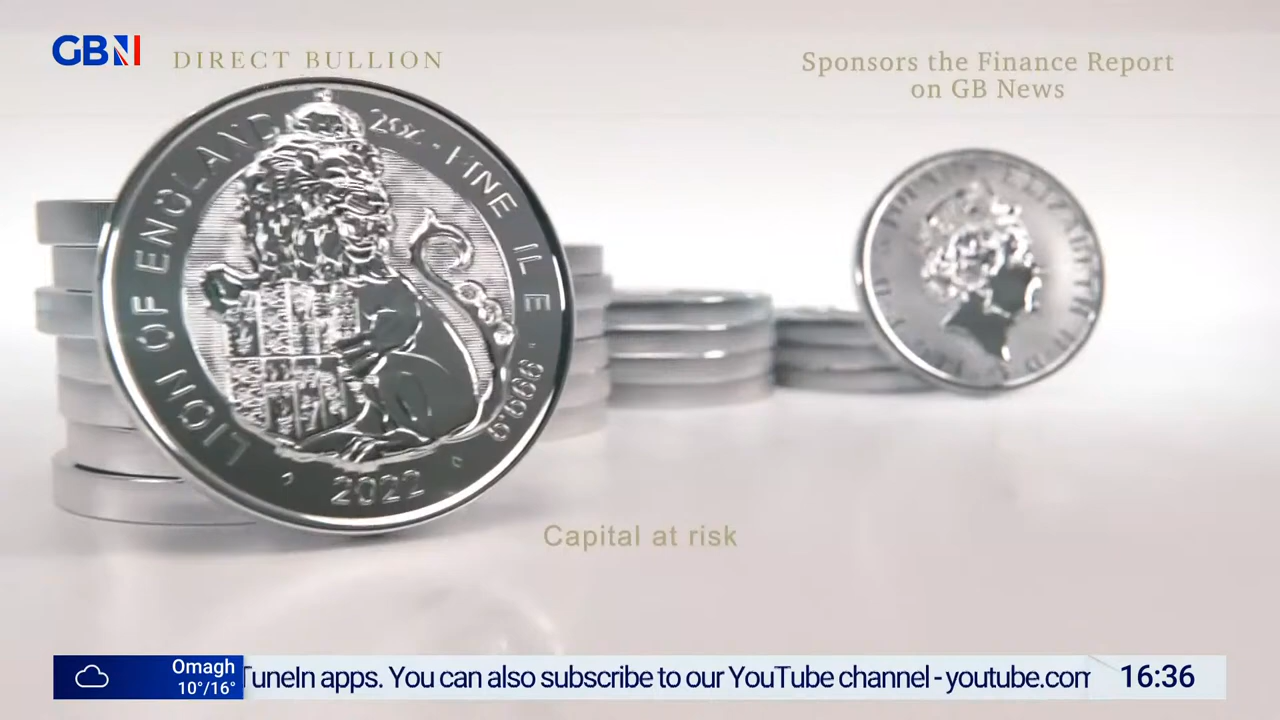 GBN
DIRECT BULLION
Sponsors the Finance Report
on GB News
LION OF ENGLAND
2022
Capital at risk
Omagh
10°/16°
TuneIn apps. You can also subscribe to our YouTube channel - youtube.com
16:36